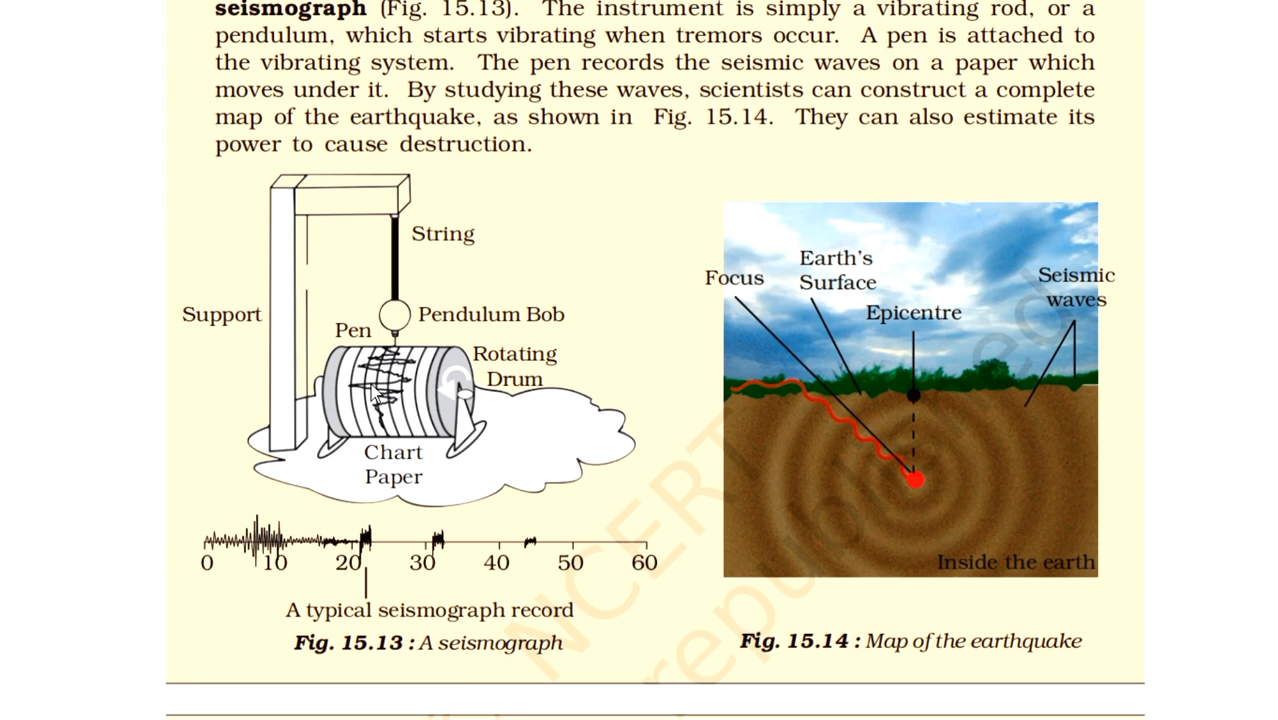 seismograph (Fig. 15.13). The instrument is simply a vibrating rod, or a
pendulum, which starts vibrating when tremors occur. A pen is attached to
the vibrating system. The pen records the seismic waves on a paper which
moves under it. By studying these waves, scientists can construct a complete
map of the earthquake, as shown in Fig. 15.14. They can also estimate its
power to cause destruction.
String
Support
Pendulum Bob
Pen
Rotating
Drum
Chart
Paper
0 10 20 30 40 50 60
A typical seismograph record
Fig. 15.13 : A seismograph
Focus
Earth's
Surface
Epicentre
Seismic
waves
Inside the earth
Fig. 15.14 : Map of the earthquake
NCERT
republished